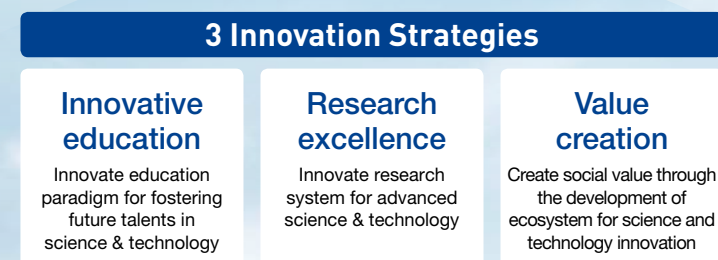 3 Innovation Strategies
Innovative
education
Innovate education
paradigm for fostering
future talents in
science & technology
Research
excellence
Innovate research
system for advanced
science & technology
Value
creation
Create social value through
the development of
ecosystem for science and
technology innovation